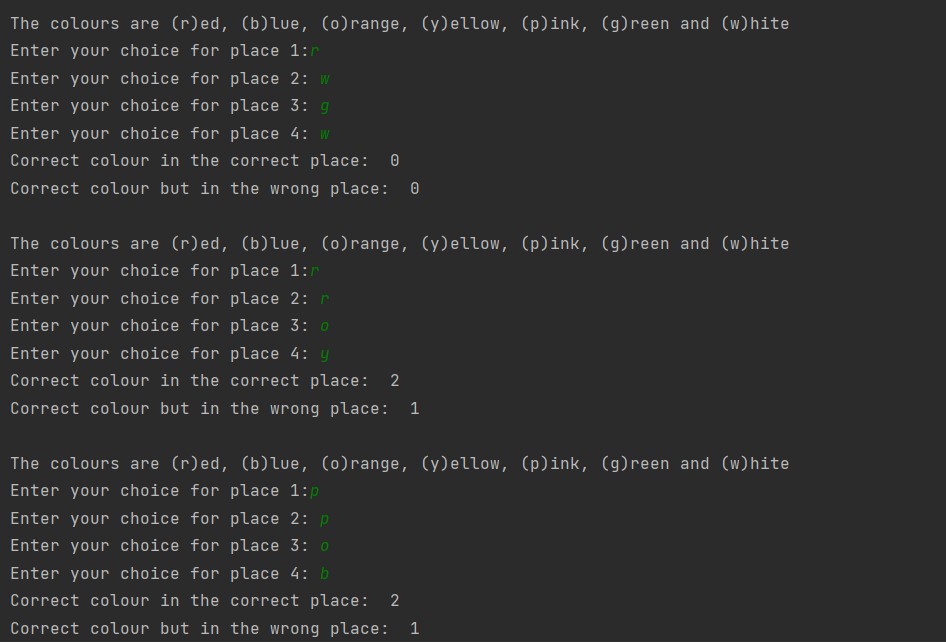 The colours are (r)ed, (b)lue, (o)range, (y)ellow, (p)ink, (g)reen and (w)hite
Enter your choice for place 1:r
Enter your choice for place 2: w
Enter your choice for place 3: g
Enter your choice for place 4: w
Correct colour in the correct place:  0
Correct colour but in the wrong place:  0

The colours are (r)ed, (b)lue, (o)range, (y)ellow, (p)ink, (g)reen and (w)hite
Enter your choice for place 1:r
Enter your choice for place 2: r
Enter your choice for place 3: o
Enter your choice for place 4: y
Correct colour in the correct place:  2
Correct colour but in the wrong place:  1

The colours are (r)ed, (b)lue, (o)range, (y)ellow, (p)ink, (g)reen and (w)hite
Enter your choice for place 1:p
Enter your choice for place 2: p
Enter your choice for place 3: o
Enter your choice for place 4: b
Correct colour in the correct place:  2
Correct colour but in the wrong place:  1